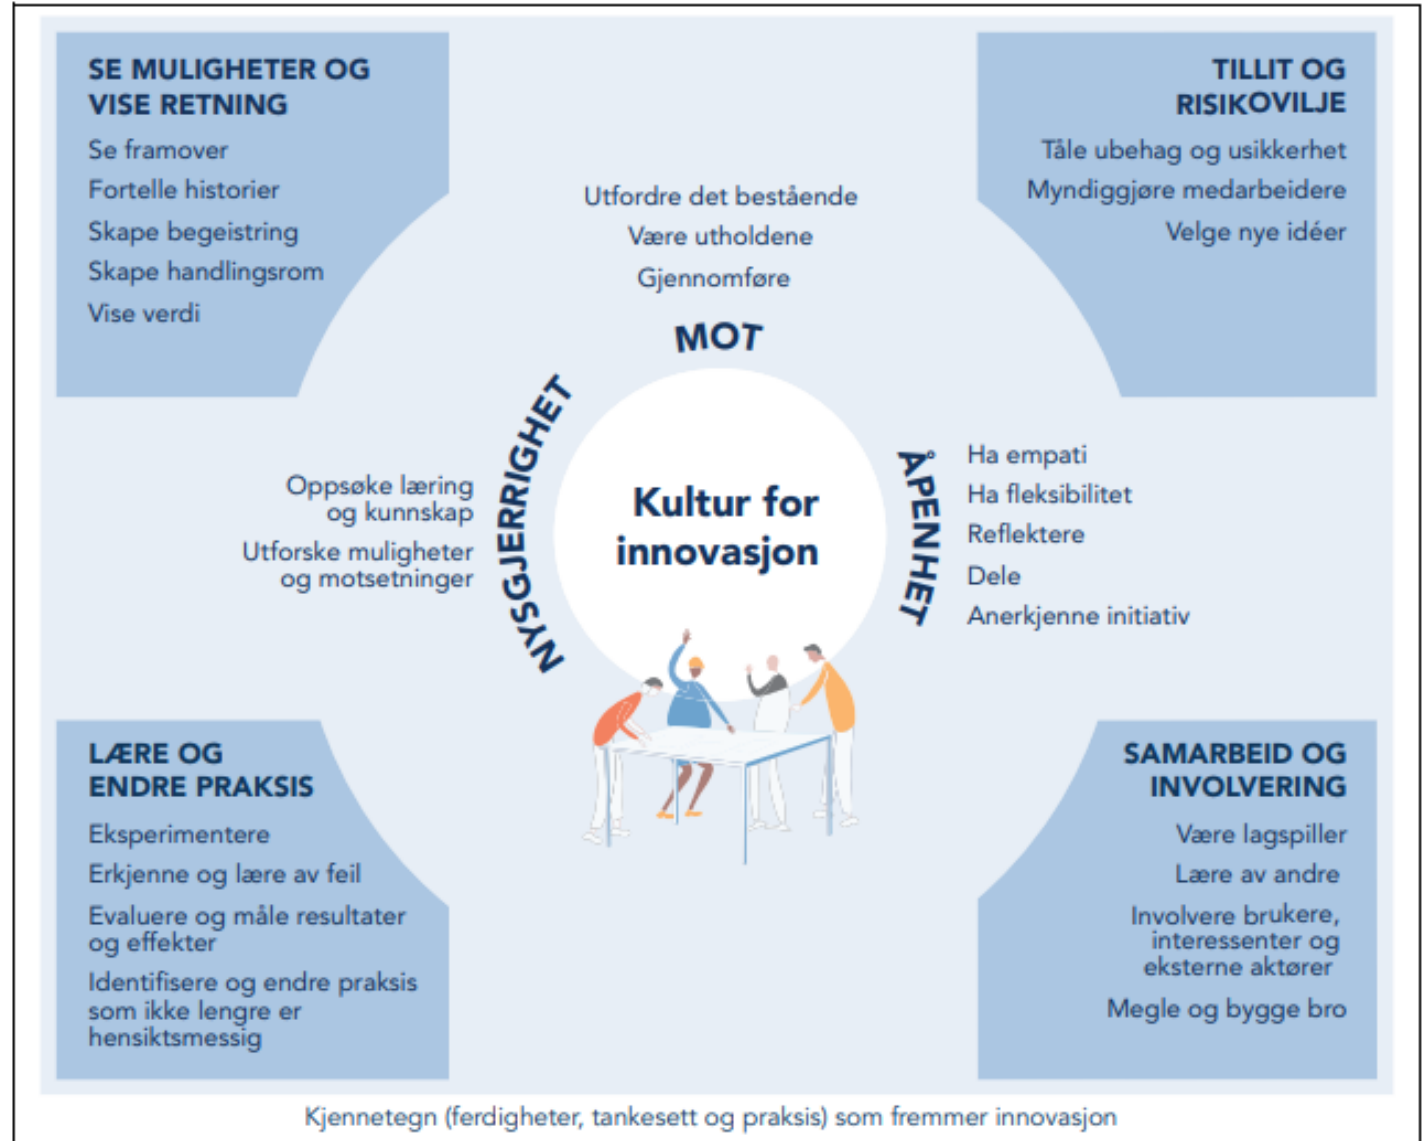 SE MULIGHETER OG
VISE RETNING
Se framover
Fortelle historier
Skape begeistring
Skape handlingsrom
Vise verdi
TILLIT OG
RISIKOVILJE
Tåle ubehag og usikkerhet
Myndiggjøre medarbeidere
Velge nye idéer
Utfordre det bestående
Være utholdene
Gjennomføre
MOT
NYSGJERRIGHET
Oppsøke læring
og kunnskap
Utforske muligheter
og motsetninger
Kultur for
innovasjon
ÅPENHET
Ha empati
Ha fleksibilitet
Reflektere
Dele
Anerkjenne initiativ
LÆRE OG
ENDRE PRAKSIS
Eksperimentere
Erkjenne og lære av feil
Evaluere og måle resultater
og effekter
Identifisere og endre praksis
som ikke lengre er
hensiktsmessig
SAMARBEID OG
INVOLVERING
Være lagspiller
Lære av andre
Involvere brukere,
interessenter og
eksterne aktører
Megle og bygge bro
Kjennetegn (ferdigheter, tankesett og praksis) som fremmer innovasjon